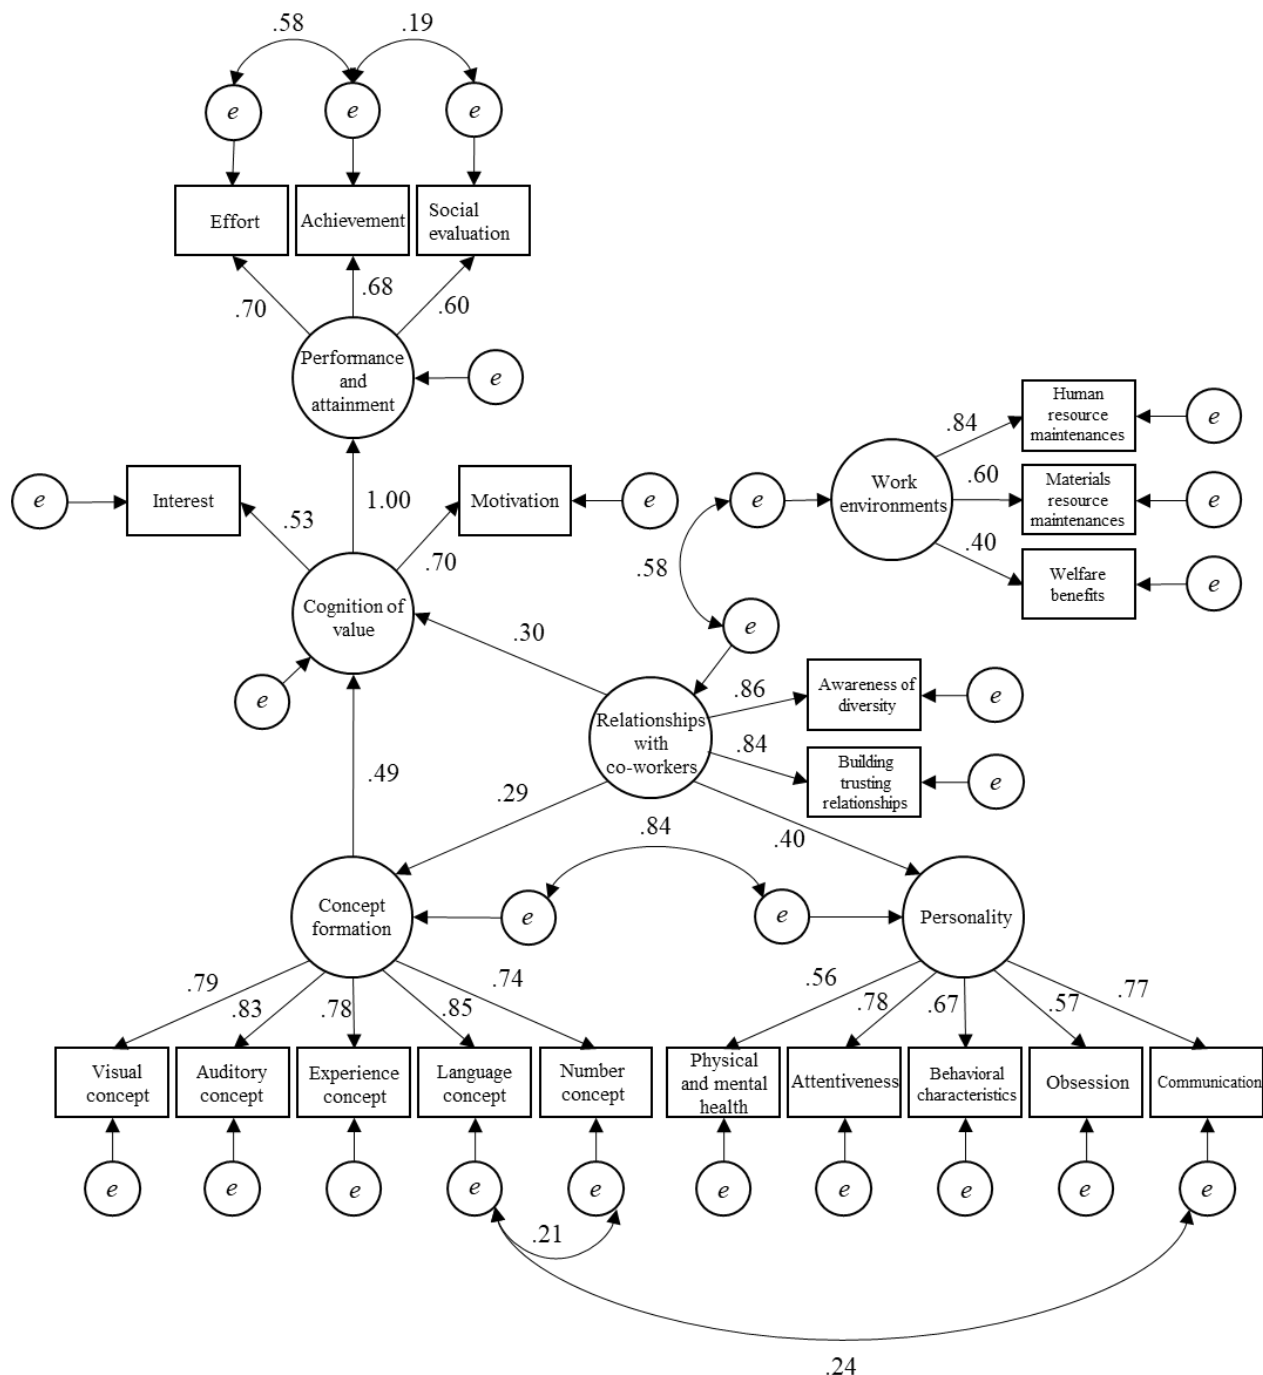 .58
.19
e
e
e
Effort
Achievement
Social
evaluation
.70
.68
.60
Performance
and
attainment
e
e
Interest
.53
1.00
Motivation
.70
e
Cognition of
value
e
.30
e
Work
environments
.84
.60
.40
Human
resource
maintenances
e
Materials
resource
maintenances
e
Welfare
benefits
e
.58
e
Relationships
with
co-workers
.86
.84
Awareness of
diversity
e
Building
trusting
relationships
e
.49
.29
.84
.40
Concept
formation
e
e
Personality
.79
.83
.78
.85
.74
.56
.78
.67
.57
.77
Visual
concept
Auditory
concept
Experience
concept
Language
concept
Number
concept
Physical
and mental
health
Attentiveness
Behavioral
characteristics
Obsession
Communication
e
e
e
e
e
e
e
e
e
e
.21
.24